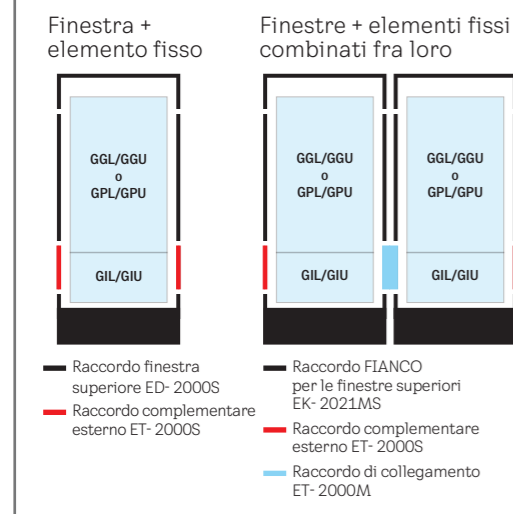 Finestra +
elemento fisso
GGL/GGU
o
GPL/GPU
GIL/GIU
Raccordo finestra
superiore ED- 2000S
Raccordo complementare
esterno ET- 2000S
Finestre + elementi fissi
combinati fra loro
GGL/GGU
o
GPL/GPU
GIL/GIU
GGL/GGU
o
GPL/GPU
GIL/GIU
Raccordo FIANCO
per le finestre superiori
EK- 2021MS
Raccordo complementare
esterno ET- 2000S
Raccordo di collegamento
ET- 2000M